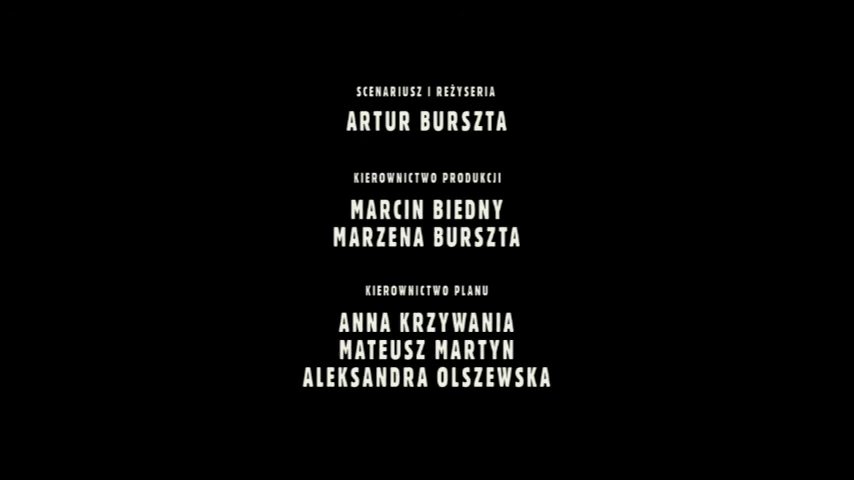 SCENARIUSZ I REŻYSERIA
ARTUR BURSZTA
KIEROWNICTWO PRODUKCJI
MARCIN BIEDNY
MARZENA BURSZTA
KIEROWNICTWO PLANU
ANNA KRZYWANIA
MATEUSZ MARTYN
ALEKSANDRA OLSZEWSKA